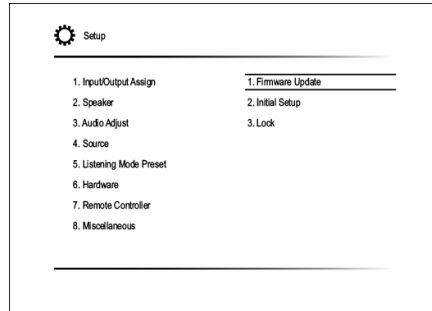 Setup
1. Input/Output Assign
2. Speaker
3. Audio Adjust
4. Source
5. Listening Mode Preset
6. Hardware
7. Remote Controller
8. Miscellaneous
1. Firmware Update
2. Initial Setup
3. Lock